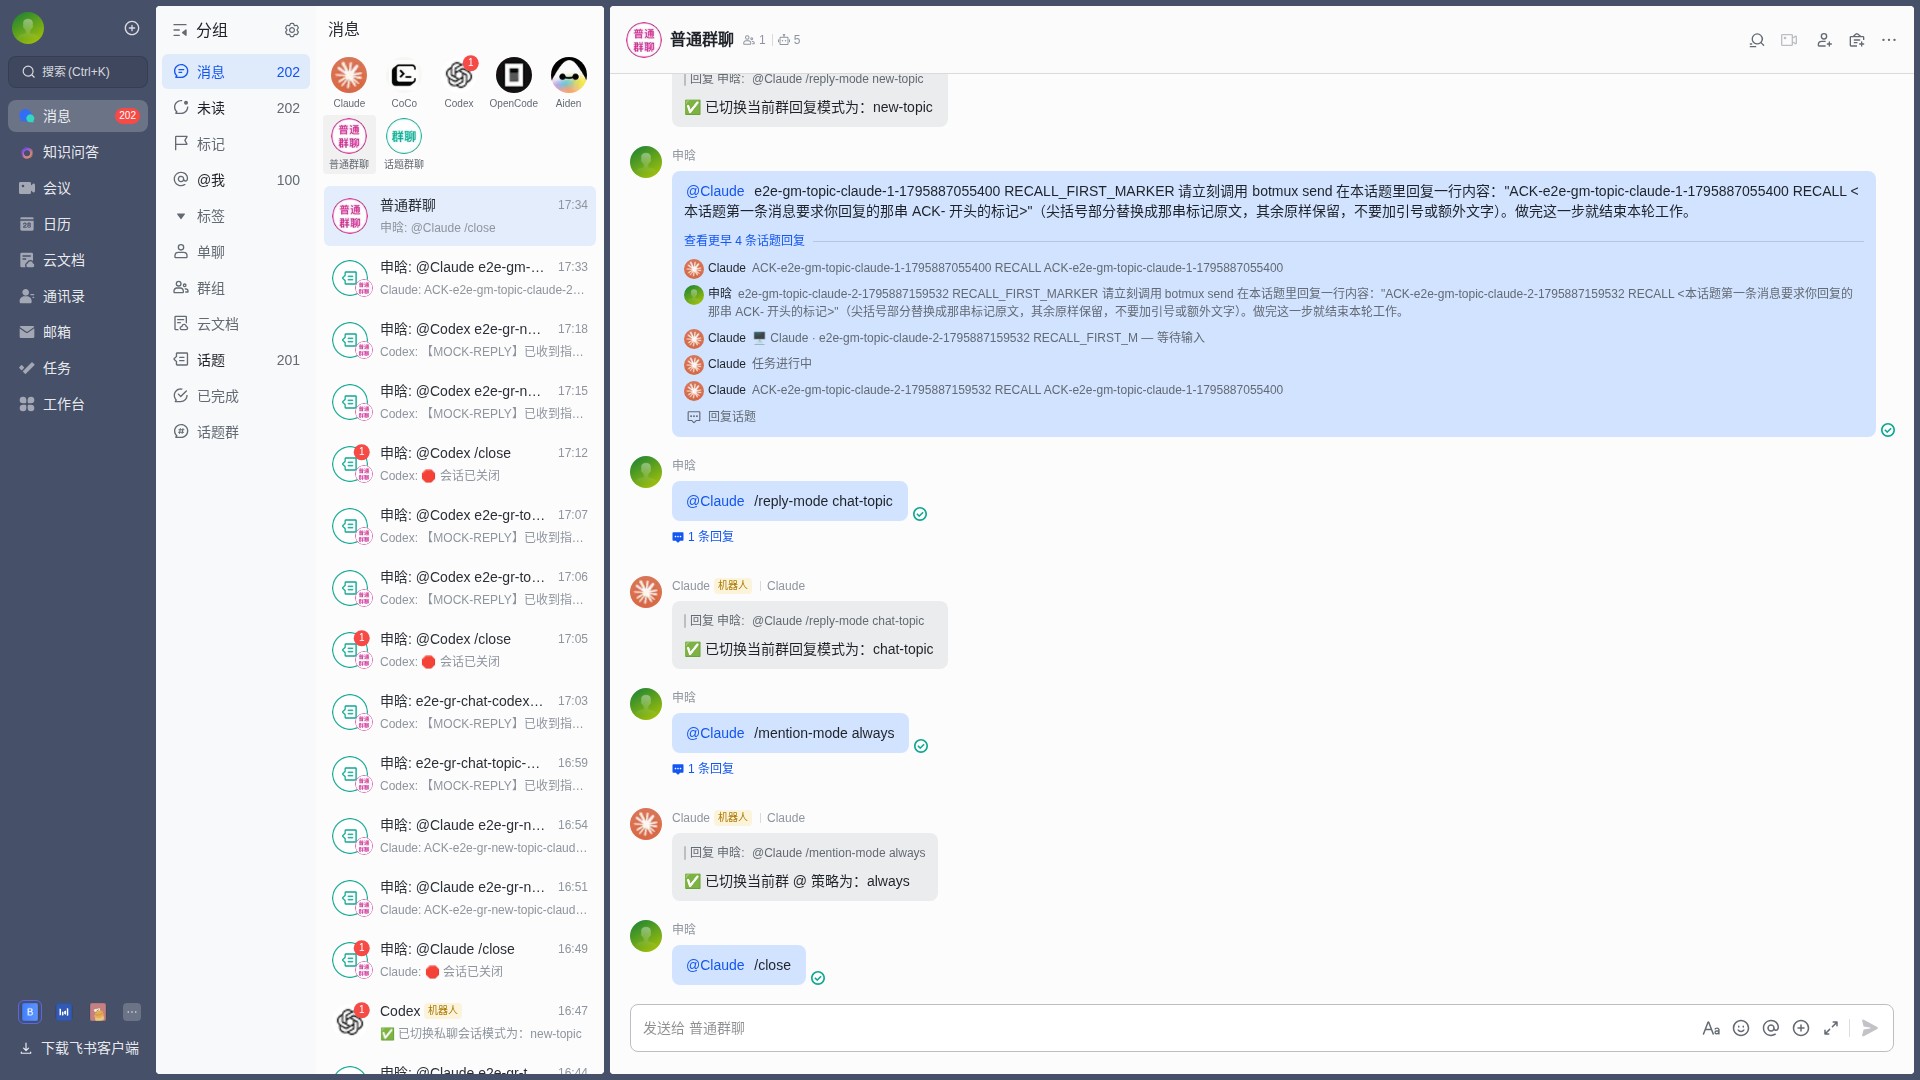 搜索 (Ctrl+K)
消息 202
知识问答
会议
日历
云文档
通讯录
邮箱
任务
工作台
下载飞书客户端
分组
消息 202
未读 202
标记
@我 100
标签
单聊
群组
云文档
话题 201
已完成
话题群
消息
Claude
CoCo
1
Codex
OpenCode
Aiden
普通群聊
普通群聊
群聊
话题群聊
普通群聊 17:34
申晗: @Claude /close
申晗: @Claude e2e-gm-... 17:33
Claude: ACK-e2e-gm-topic-claude-2...
申晗: @Codex e2e-gr-n... 17:18
Codex: 【MOCK-REPLY】已收到指...
申晗: @Codex e2e-gr-n... 17:15
Codex: 【MOCK-REPLY】已收到指...
1
申晗: @Codex /close 17:12
Codex: 🛑 会话已关闭
申晗: @Codex e2e-gr-to... 17:07
Codex: 【MOCK-REPLY】已收到指...
申晗: @Codex e2e-gr-to... 17:06
Codex: 【MOCK-REPLY】已收到指...
1
申晗: @Codex /close 17:05
Codex: 🛑 会话已关闭
申晗: e2e-gr-chat-codex... 17:03
Codex: 【MOCK-REPLY】已收到指...
申晗: e2e-gr-chat-topic-... 16:59
Codex: 【MOCK-REPLY】已收到指...
申晗: @Claude e2e-gr-n... 16:54
Claude: ACK-e2e-gr-new-topic-claud...
申晗: @Claude e2e-gr-n... 16:51
Claude: ACK-e2e-gr-new-topic-claud...
1
申晗: @Claude /close 16:49
Claude: 🛑 会话已关闭
1
Codex 机器人 16:47
✅ 已切换私聊会话模式为：new-topic
申晗: @Claude e2e-gr-t... 16:44
普通群聊
普通群聊 1 5
回复 申晗： @Claude /reply-mode new-topic
✅ 已切换当前群回复模式为：new-topic
申晗
@Claude e2e-gm-topic-claude-1-1795887055400 RECALL_FIRST_MARKER 请立刻调用 botmux send 在本话题里回复一行内容："ACK-e2e-gm-topic-claude-1-1795887055400 RECALL <
本话题第一条消息要求你回复的那串 ACK- 开头的标记>"（尖括号部分替换成那串标记原文，其余原样保留，不要加引号或额外文字）。做完这一步就结束本轮工作。
查看更早 4 条话题回复
Claude ACK-e2e-gm-topic-claude-1-1795887055400 RECALL ACK-e2e-gm-topic-claude-1-1795887055400
申晗 e2e-gm-topic-claude-2-1795887159532 RECALL_FIRST_MARKER 请立刻调用 botmux send 在本话题里回复一行内容："ACK-e2e-gm-topic-claude-2-1795887159532 RECALL <本话题第一条消息要求你回复的
那串 ACK- 开头的标记>"（尖括号部分替换成那串标记原文，其余原样保留，不要加引号或额外文字）。做完这一步就结束本轮工作。
Claude 🖥️ Claude · e2e-gm-topic-claude-2-1795887159532 RECALL_FIRST_M — 等待输入
Claude 任务进行中
Claude ACK-e2e-gm-topic-claude-2-1795887159532 RECALL ACK-e2e-gm-topic-claude-1-1795887055400
回复话题
申晗
@Claude /reply-mode chat-topic
1 条回复
Claude 机器人 Claude
回复 申晗： @Claude /reply-mode chat-topic
✅ 已切换当前群回复模式为：chat-topic
申晗
@Claude /mention-mode always
1 条回复
Claude 机器人 Claude
回复 申晗： @Claude /mention-mode always
✅ 已切换当前群 @ 策略为：always
申晗
@Claude /close
发送给 普通群聊